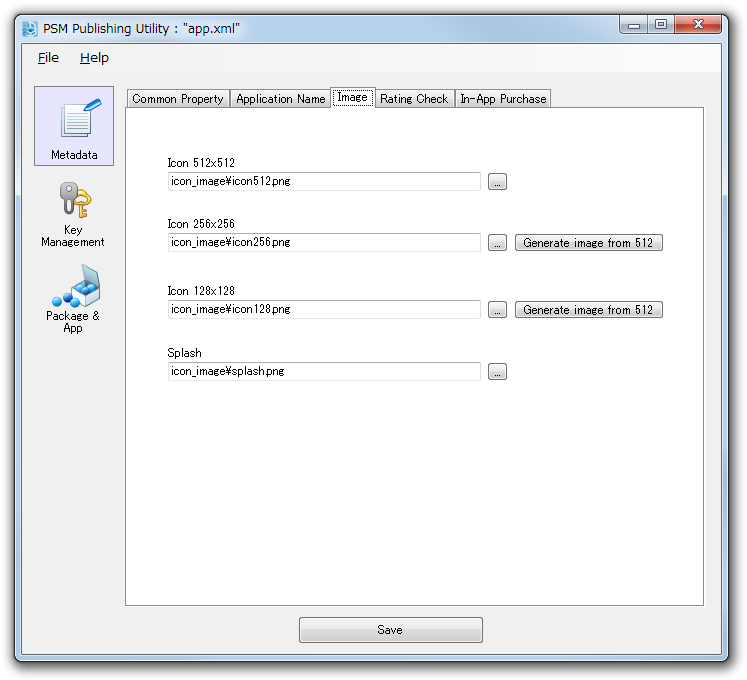 PSM Publishing Utility : "app.xml"
File Help
Metadata
Key
Management
Package &
App
Common Property Application Name Image Rating Check In-App Purchase
Icon 512x512
icon_image¥icon512.png ...
Icon 256x256
icon_image¥icon256.png ... Generate image from 512
Icon 128x128
icon_image¥icon128.png ... Generate image from 512
Splash
icon_image¥splash.png ...
Save